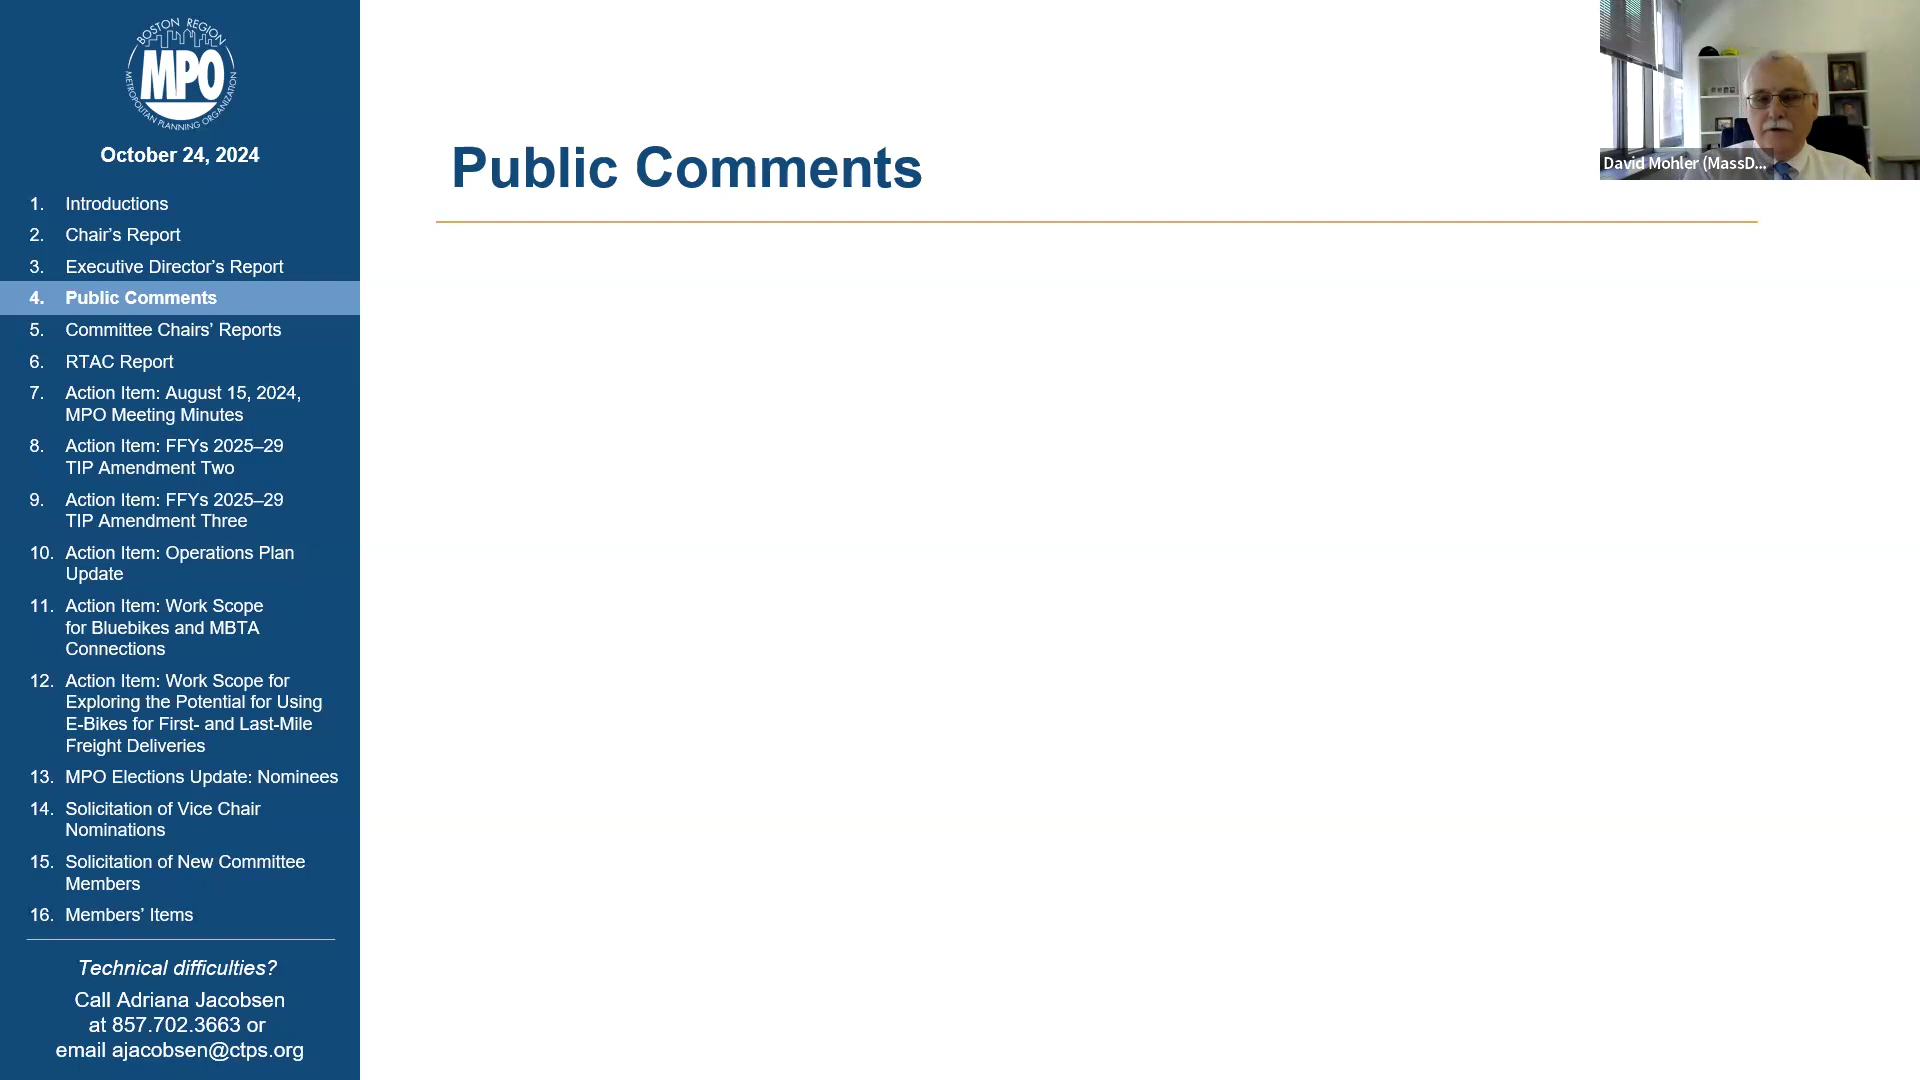 BOSTON REGION
MPO
METROPOLITAN PLANNING ORGANIZATION
October 24, 2024
1. Introductions
2. Chair’s Report
3. Executive Director’s Report
4. Public Comments
5. Committee Chairs’ Reports
6. RTAC Report
7. Action Item: August 15, 2024,
MPO Meeting Minutes
8. Action Item: FFYs 2025–29
TIP Amendment Two
9. Action Item: FFYs 2025–29
TIP Amendment Three
10. Action Item: Operations Plan
Update
11. Action Item: Work Scope
for Bluebikes and MBTA
Connections
12. Action Item: Work Scope for
Exploring the Potential for Using
E-Bikes for First- and Last-Mile
Freight Deliveries
13. MPO Elections Update: Nominees
14. Solicitation of Vice Chair
Nominations
15. Solicitation of New Committee
Members
16. Members’ Items
Technical difficulties?
Call Adriana Jacobsen
at 857.702.3663 or
email ajacobsen@ctps.org
Public Comments
David Mohler (MassD...